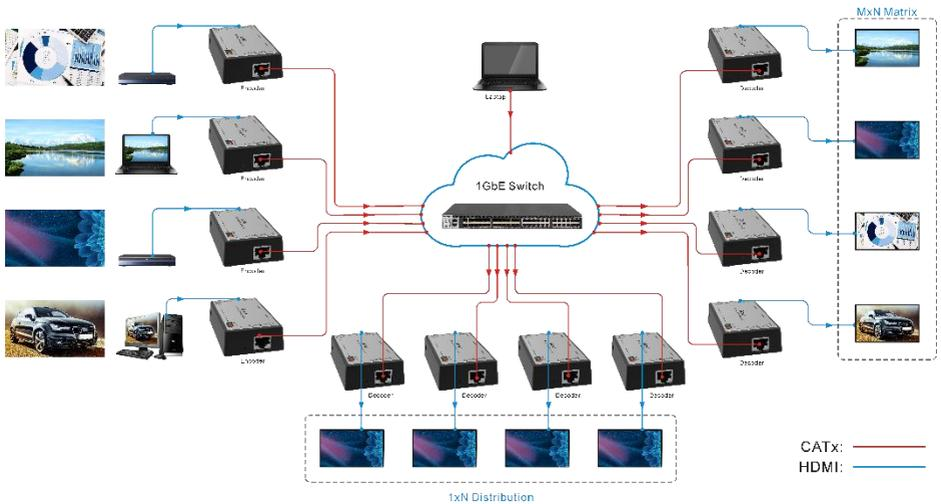 MxN Matrix
Encoder
Laptop
Decoder
Encoder
1GbE Switch
Decoder
Encoder
Decoder
Encoder
Decoder
Decoder
Decoder
Decoder
Decoder
CATx:
HDMI:
1xN Distribution